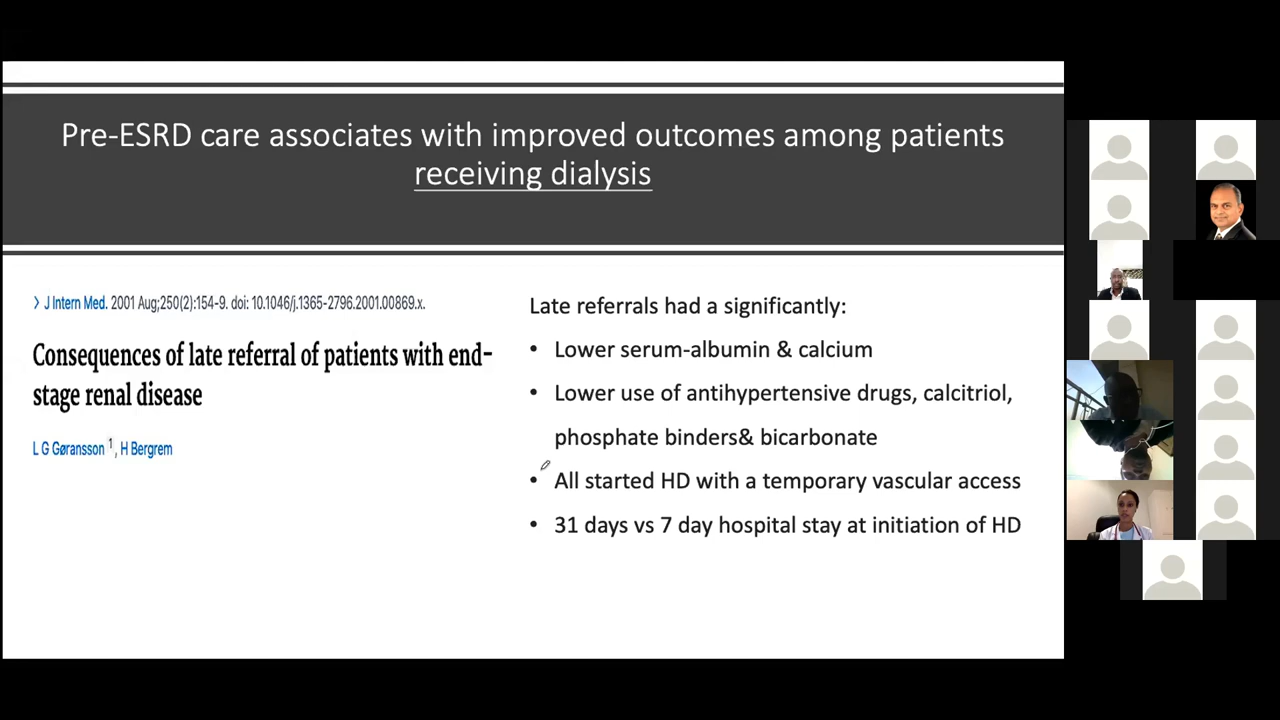 Pre-ESRD care associates with improved outcomes among patients
receiving dialysis
> J Intern Med. 2001 Aug;250(2):154-9. doi: 10.1046/j.1365-2796.2001.00869.x.
Consequences of late referral of patients with end-
stage renal disease
L G Gøransson 1, H Bergrem
Late referrals had a significantly:
• Lower serum-albumin & calcium
• Lower use of antihypertensive drugs, calcitriol,
phosphate binders& bicarbonate
• All started HD with a temporary vascular access
• 31 days vs 7 day hospital stay at initiation of HD